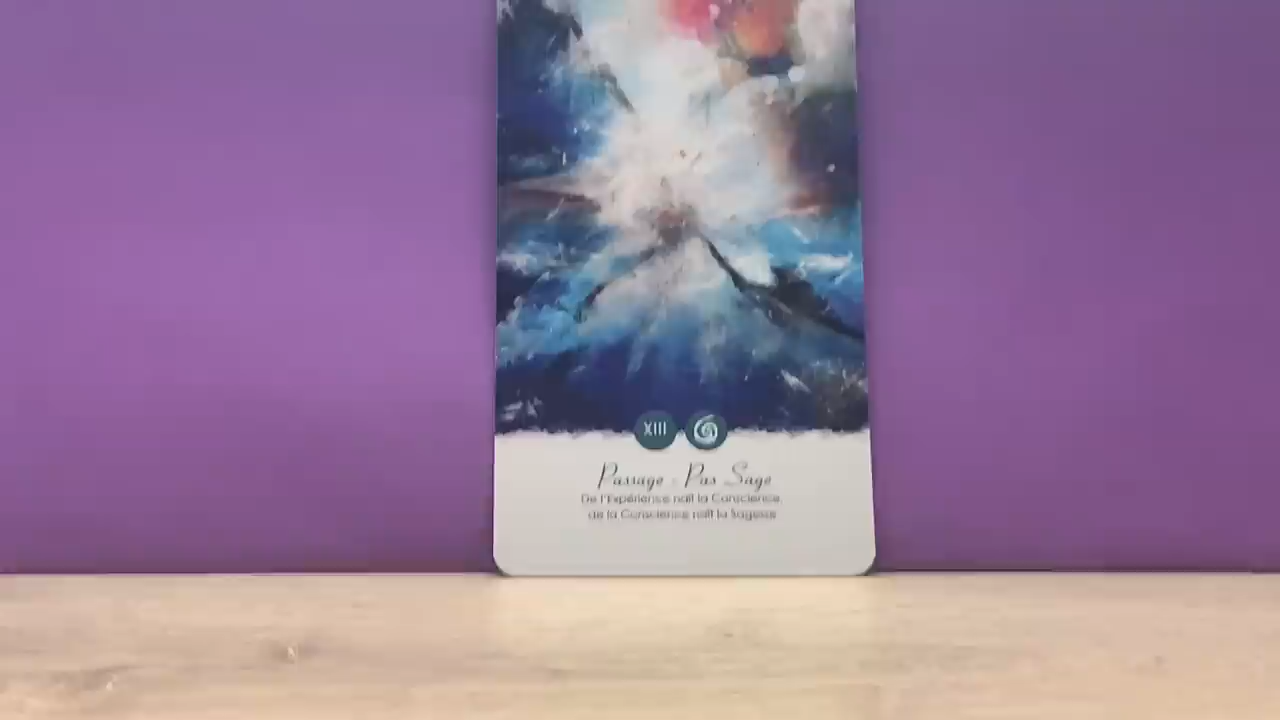 XIII
Passage - Pas Sage
De l'Expérience naît la Conscience,
de la Conscience naît la Sagesse